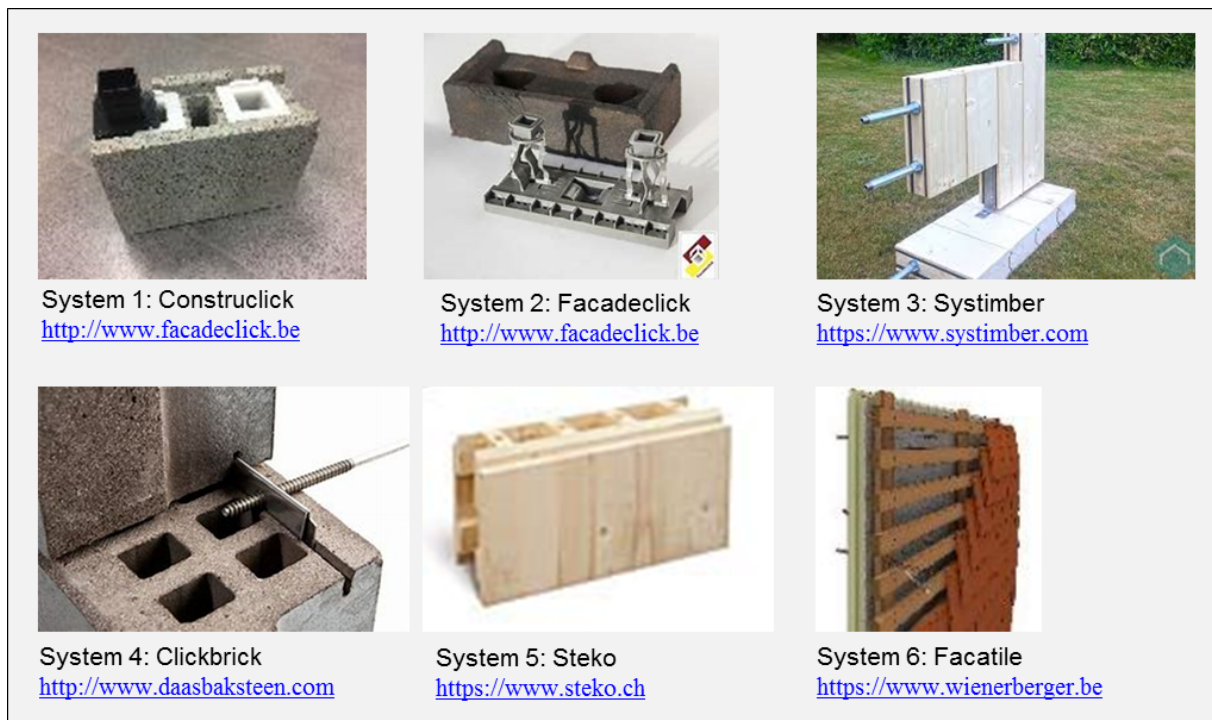 System 1: Construclick
http://www.facadeclick.be
System 2: Facadeclick
http://www.facadeclick.be
System 3: Systimber
https://www.systimber.com
System 4: Clickbrick
http://www.daasbaksteen.com
System 5: Steko
https://www.steko.ch
System 6: Facatile
https://www.wienerberger.be